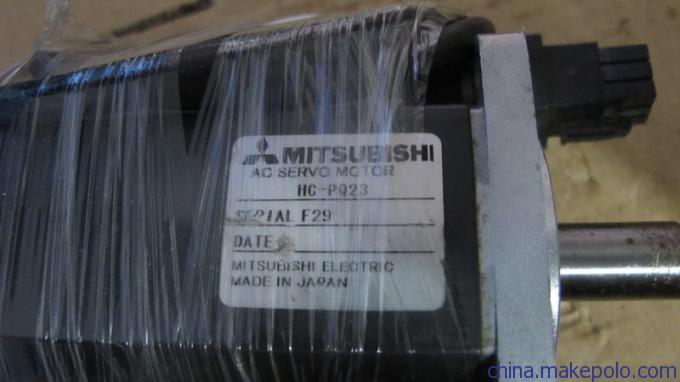 MITSUBISHI
AC SERVO MOTOR
HC-PQ23
SERIAL F29
DATE
MITSUBISHI ELECTRIC
MADE IN JAPAN
china.makepolo.com